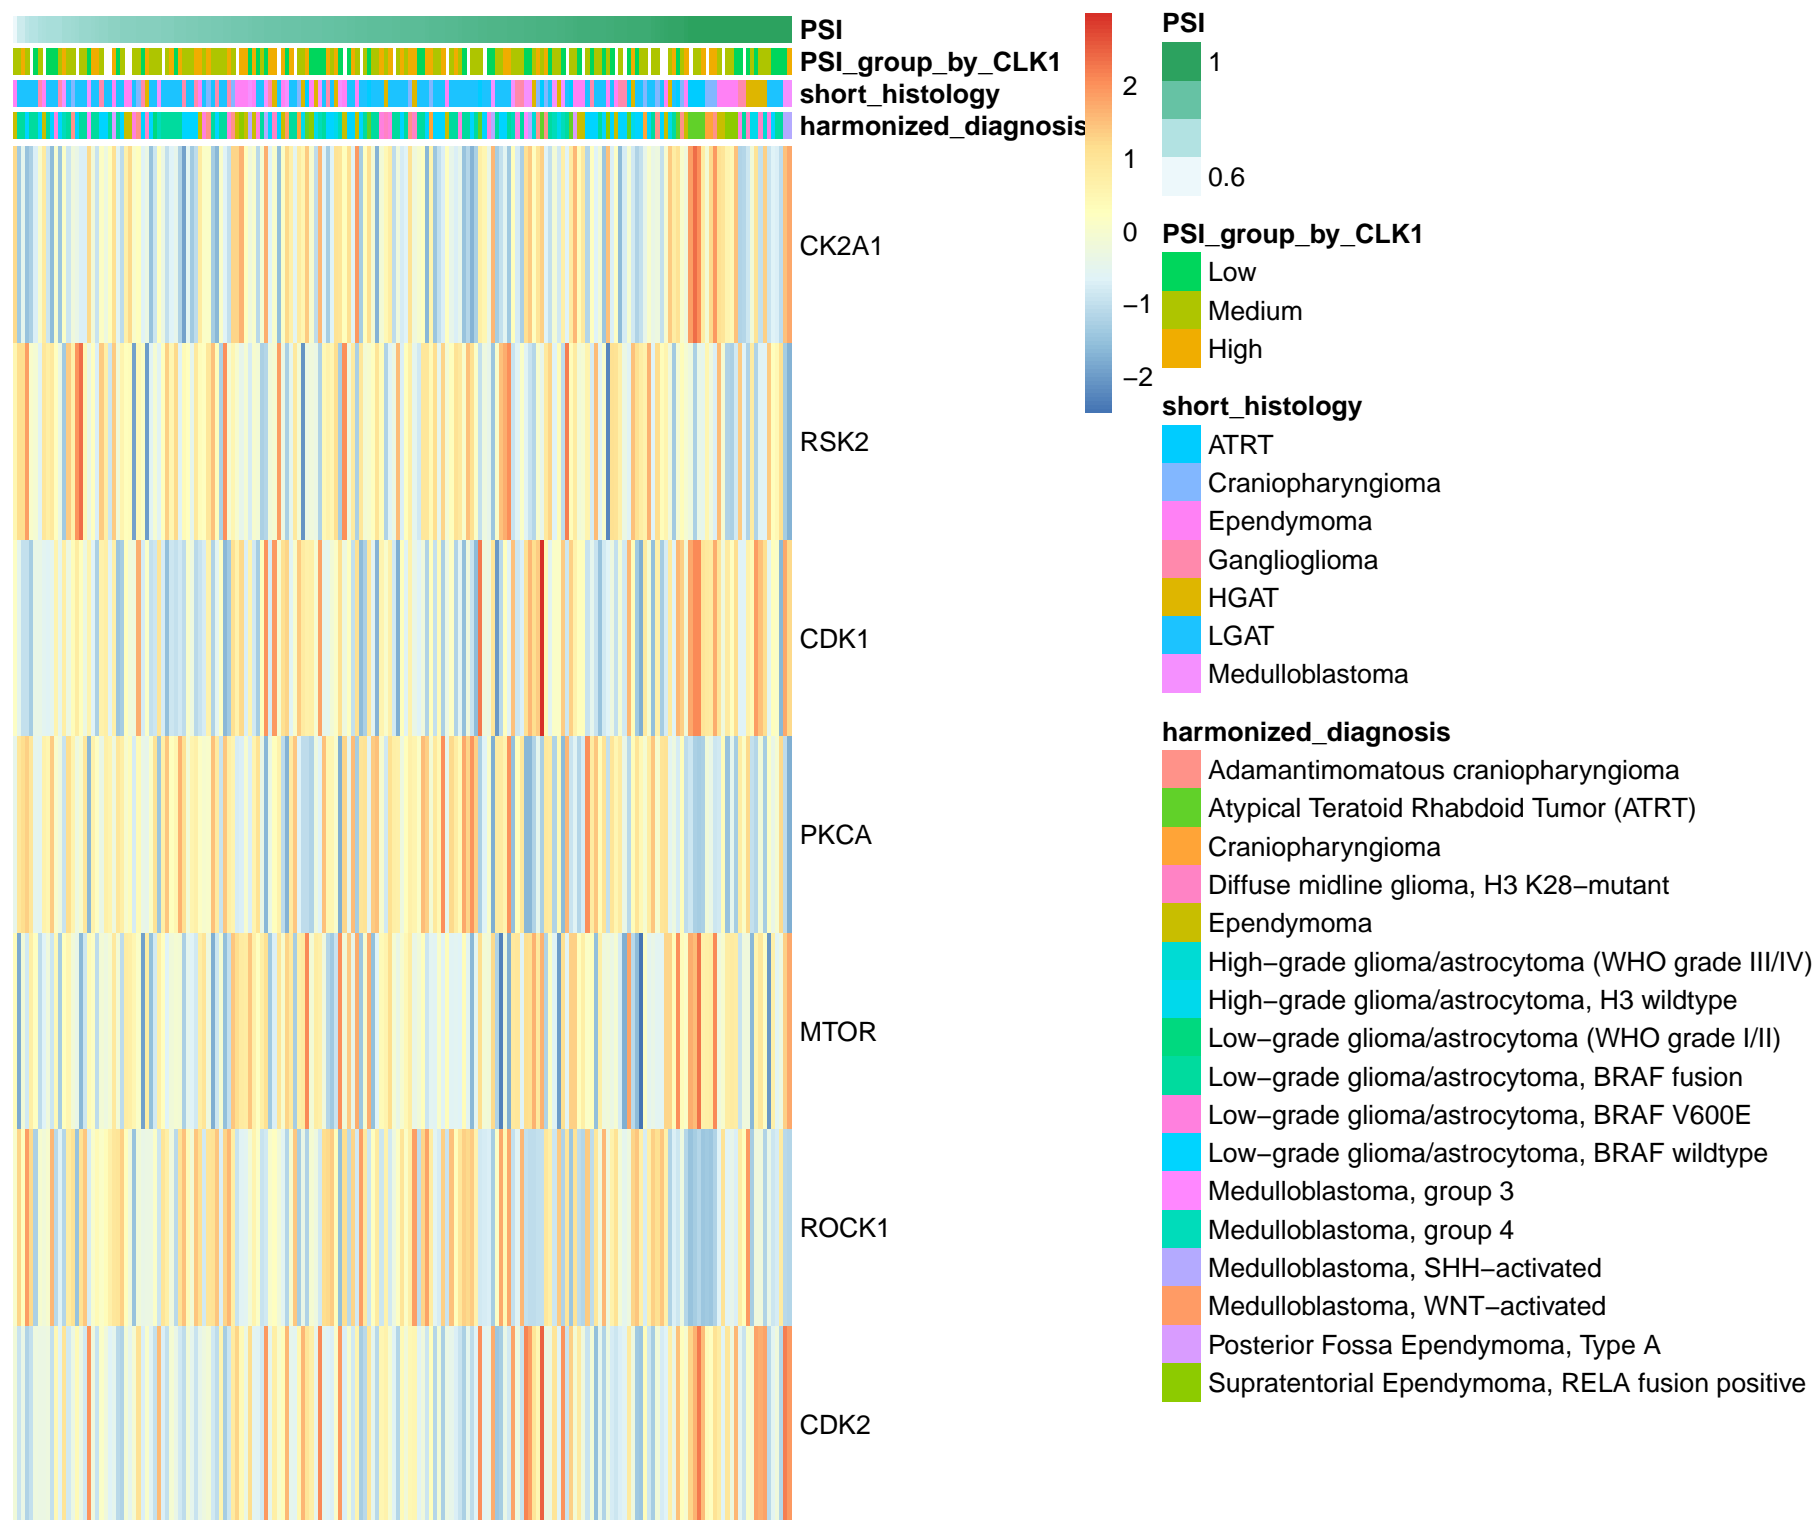 PSI
PSI_group_by_CLK1
short_histology
harmonized_diagnosis
CK2A1
RSK2
CDK1
PKCA
MTOR
ROCK1
CDK2
2
1
0
−1
−2
PSI
1
0.6
PSI_group_by_CLK1
Low
Medium
High
short_histology
ATRT
Craniopharyngioma
Ependymoma
Ganglioglioma
HGAT
LGAT
Medulloblastoma
harmonized_diagnosis
Adamantimomatous craniopharyngioma
Atypical Teratoid Rhabdoid Tumor (ATRT)
Craniopharyngioma
Diffuse midline glioma, H3 K28−mutant
Ependymoma
High−grade glioma/astrocytoma (WHO grade III/IV)
High−grade glioma/astrocytoma, H3 wildtype
Low−grade glioma/astrocytoma (WHO grade I/II)
Low−grade glioma/astrocytoma, BRAF fusion
Low−grade glioma/astrocytoma, BRAF V600E
Low−grade glioma/astrocytoma, BRAF wildtype
Medulloblastoma, group 3
Medulloblastoma, group 4
Medulloblastoma, SHH−activated
Medulloblastoma, WNT−activated
Posterior Fossa Ependymoma, Type A
Supratentorial Ependymoma, RELA fusion positive